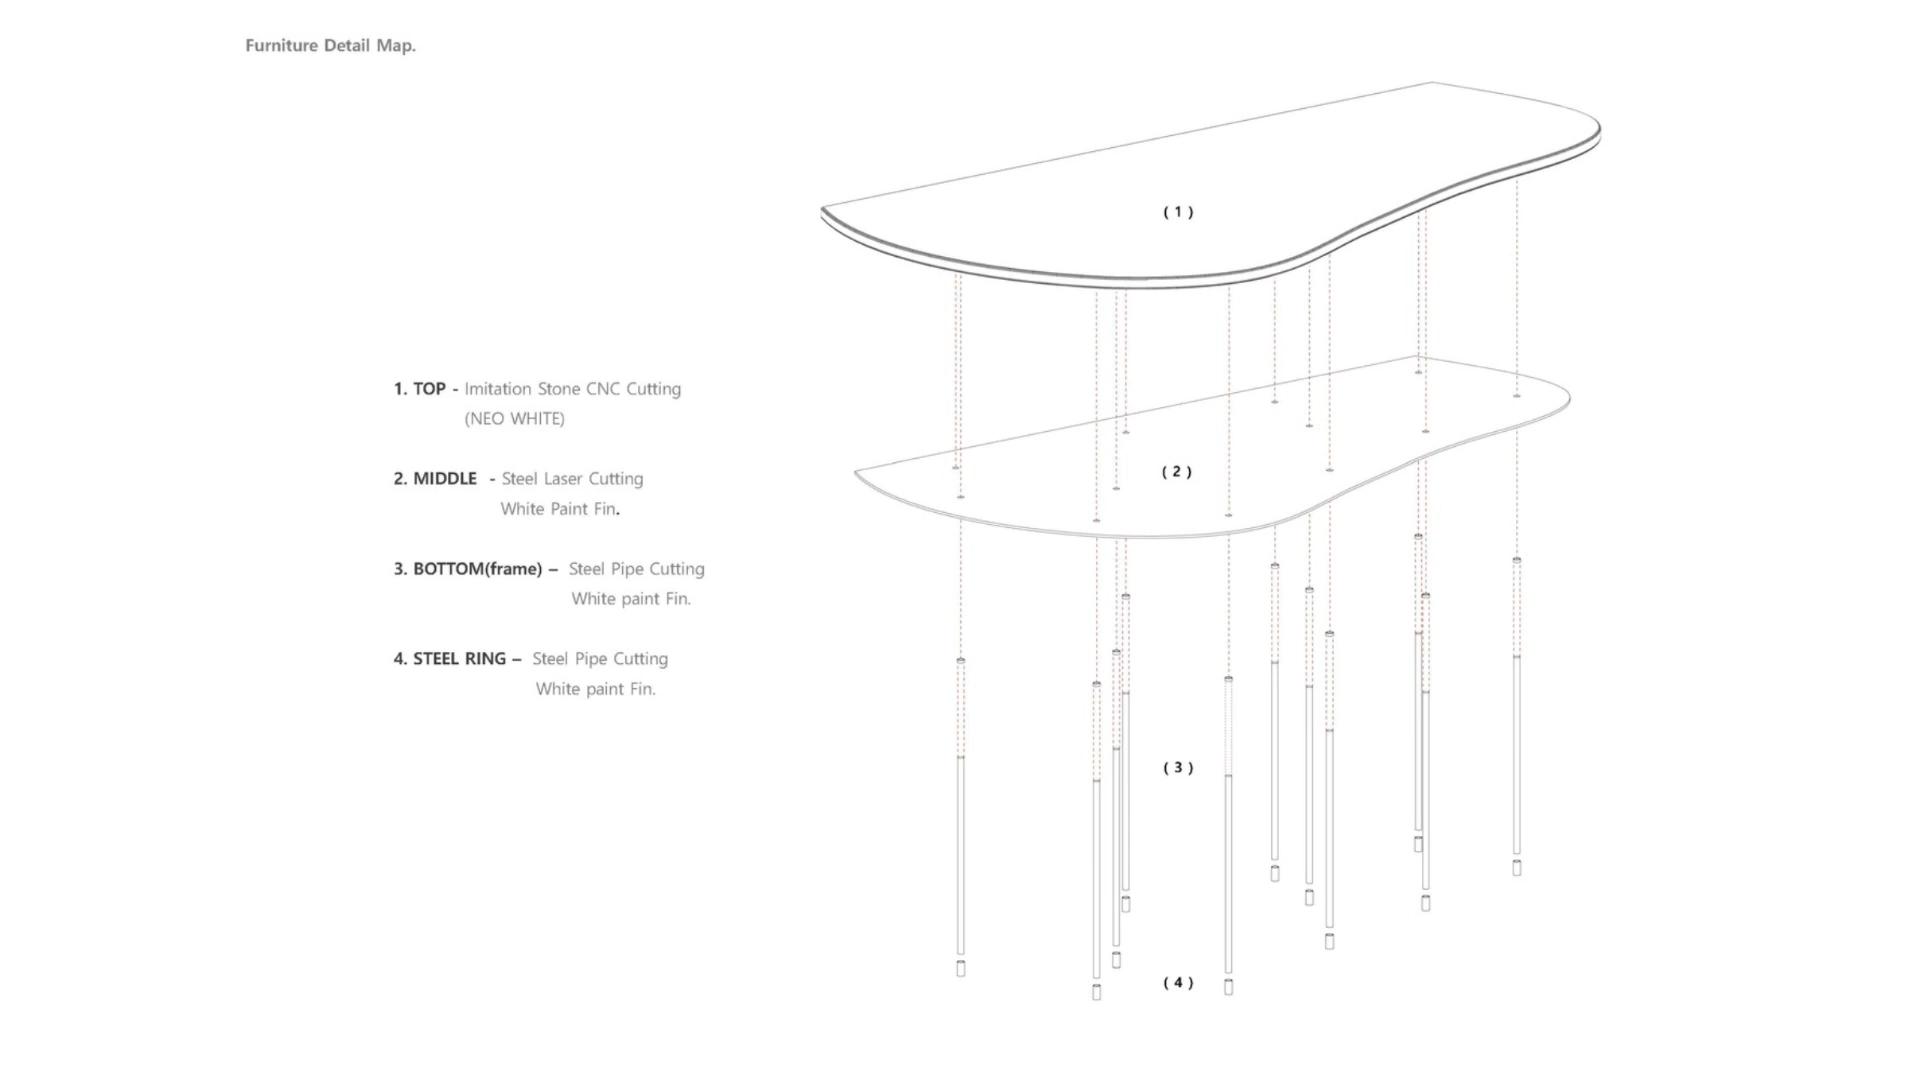 Furniture Detail Map.
( 1 )
1. TOP - Imitation Stone CNC Cutting
(NEO WHITE)
2. MIDDLE - Steel Laser Cutting
White Paint Fin.
( 2 )
3. BOTTOM(frame) – Steel Pipe Cutting
White paint Fin.
4. STEEL RING – Steel Pipe Cutting
White paint Fin.
( 3 )
( 4 )